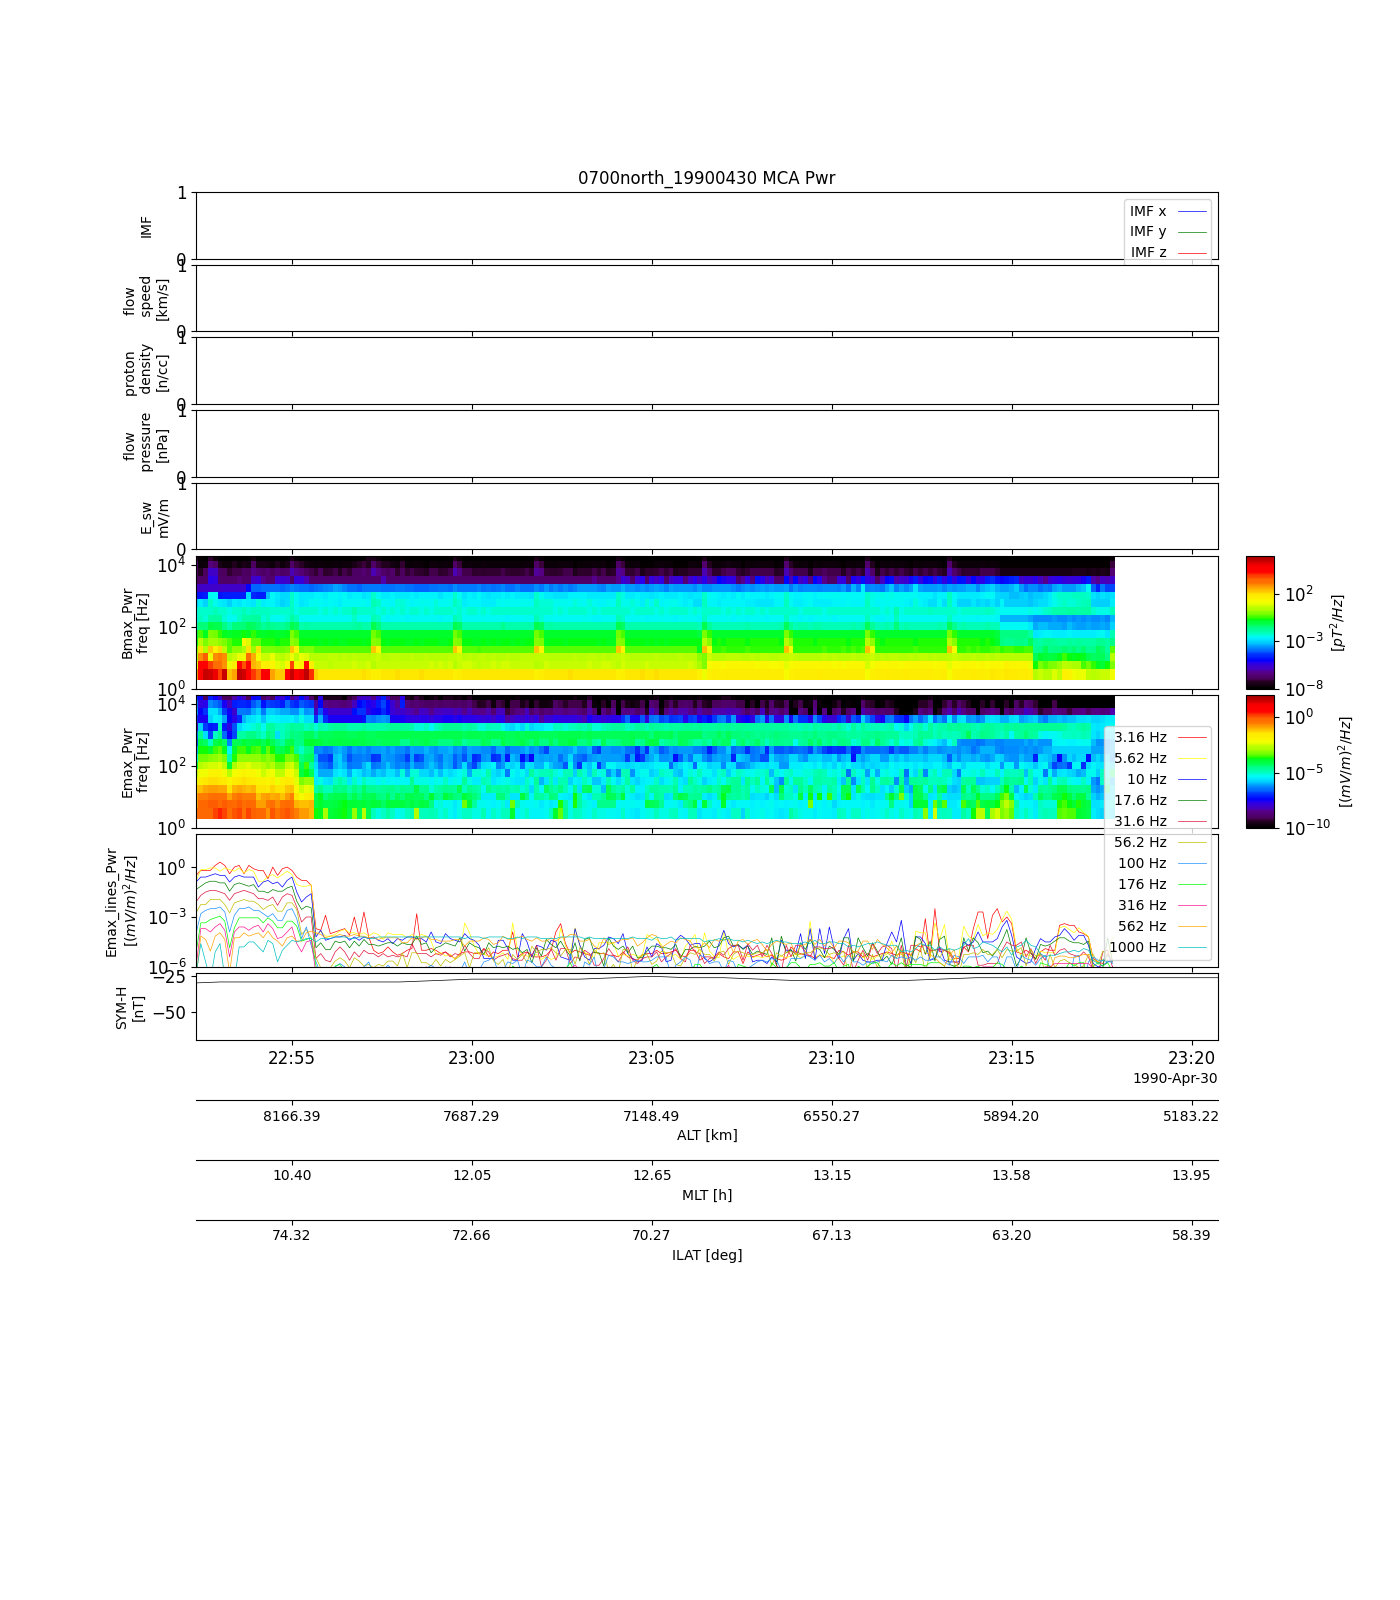 0700north_19900430 MCA Pwr
1
0
IMF
IMF x
IMF y
IMF z
1
0
flow
speed
[km/s]
1
0
proton
density
[n/cc]
1
0
flow
pressure
[nPa]
1
0
E_sw
mV/m
10^4
10^2
10^0
Bmax_Pwr
freq [Hz]
10^2
10^-3
10^-8
[pT^2/Hz]
10^4
10^2
10^0
Emax_Pwr
freq [Hz]
10^0
10^-5
10^-10
[(mV/m)^2/Hz]
3.16 Hz
5.62 Hz
10 Hz
17.6 Hz
31.6 Hz
56.2 Hz
100 Hz
176 Hz
316 Hz
562 Hz
1000 Hz
10^0
10^-3
10^-6
Emax_lines_Pwr
[(mV/m)^2/Hz]
−25
−50
SYM-H
[nT]
22:55 23:00 23:05 23:10 23:15 23:20
1990-Apr-30
8166.39 7687.29 7148.49 6550.27 5894.20 5183.22
ALT [km]
10.40 12.05 12.65 13.15 13.58 13.95
MLT [h]
74.32 72.66 70.27 67.13 63.20 58.39
ILAT [deg]